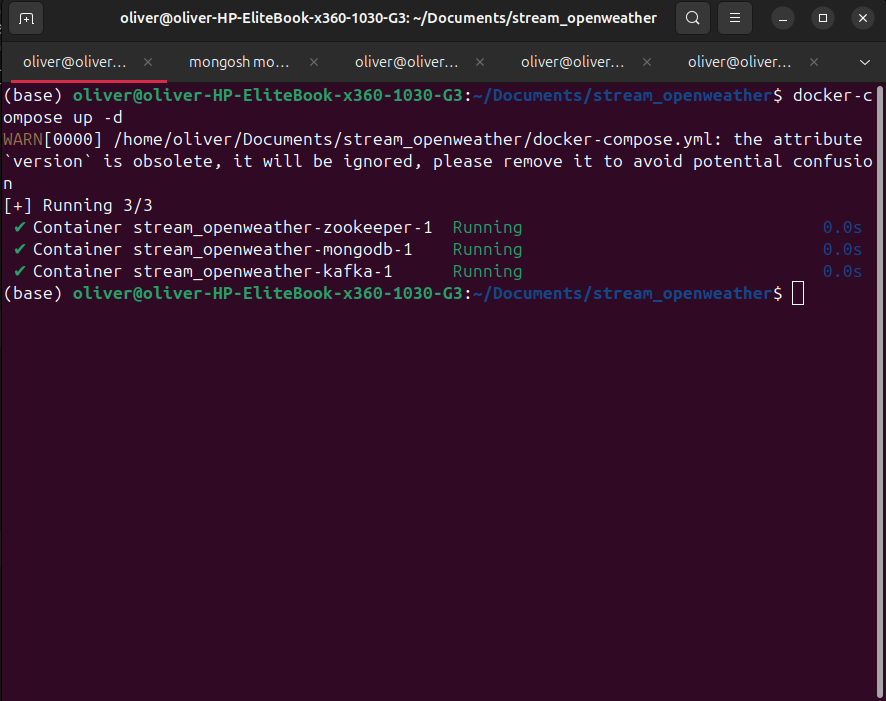 oliver@oliver-HP-EliteBook-x360-1030-G3: ~/Documents/stream_openweather
oliver@oliver... mongosh mo... oliver@oliver... oliver@oliver... oliver@oliver...
(base) oliver@oliver-HP-EliteBook-x360-1030-G3:~/Documents/stream_openweather$ docker-c
ompose up -d
WARN[0000] /home/oliver/Documents/stream_openweather/docker-compose.yml: the attribute
`version` is obsolete, it will be ignored, please remove it to avoid potential confusio
n
[+] Running 3/3
✔ Container stream_openweather-zookeeper-1 Running 0.0s
✔ Container stream_openweather-mongodb-1 Running 0.0s
✔ Container stream_openweather-kafka-1 Running 0.0s
(base) oliver@oliver-HP-EliteBook-x360-1030-G3:~/Documents/stream_openweather$